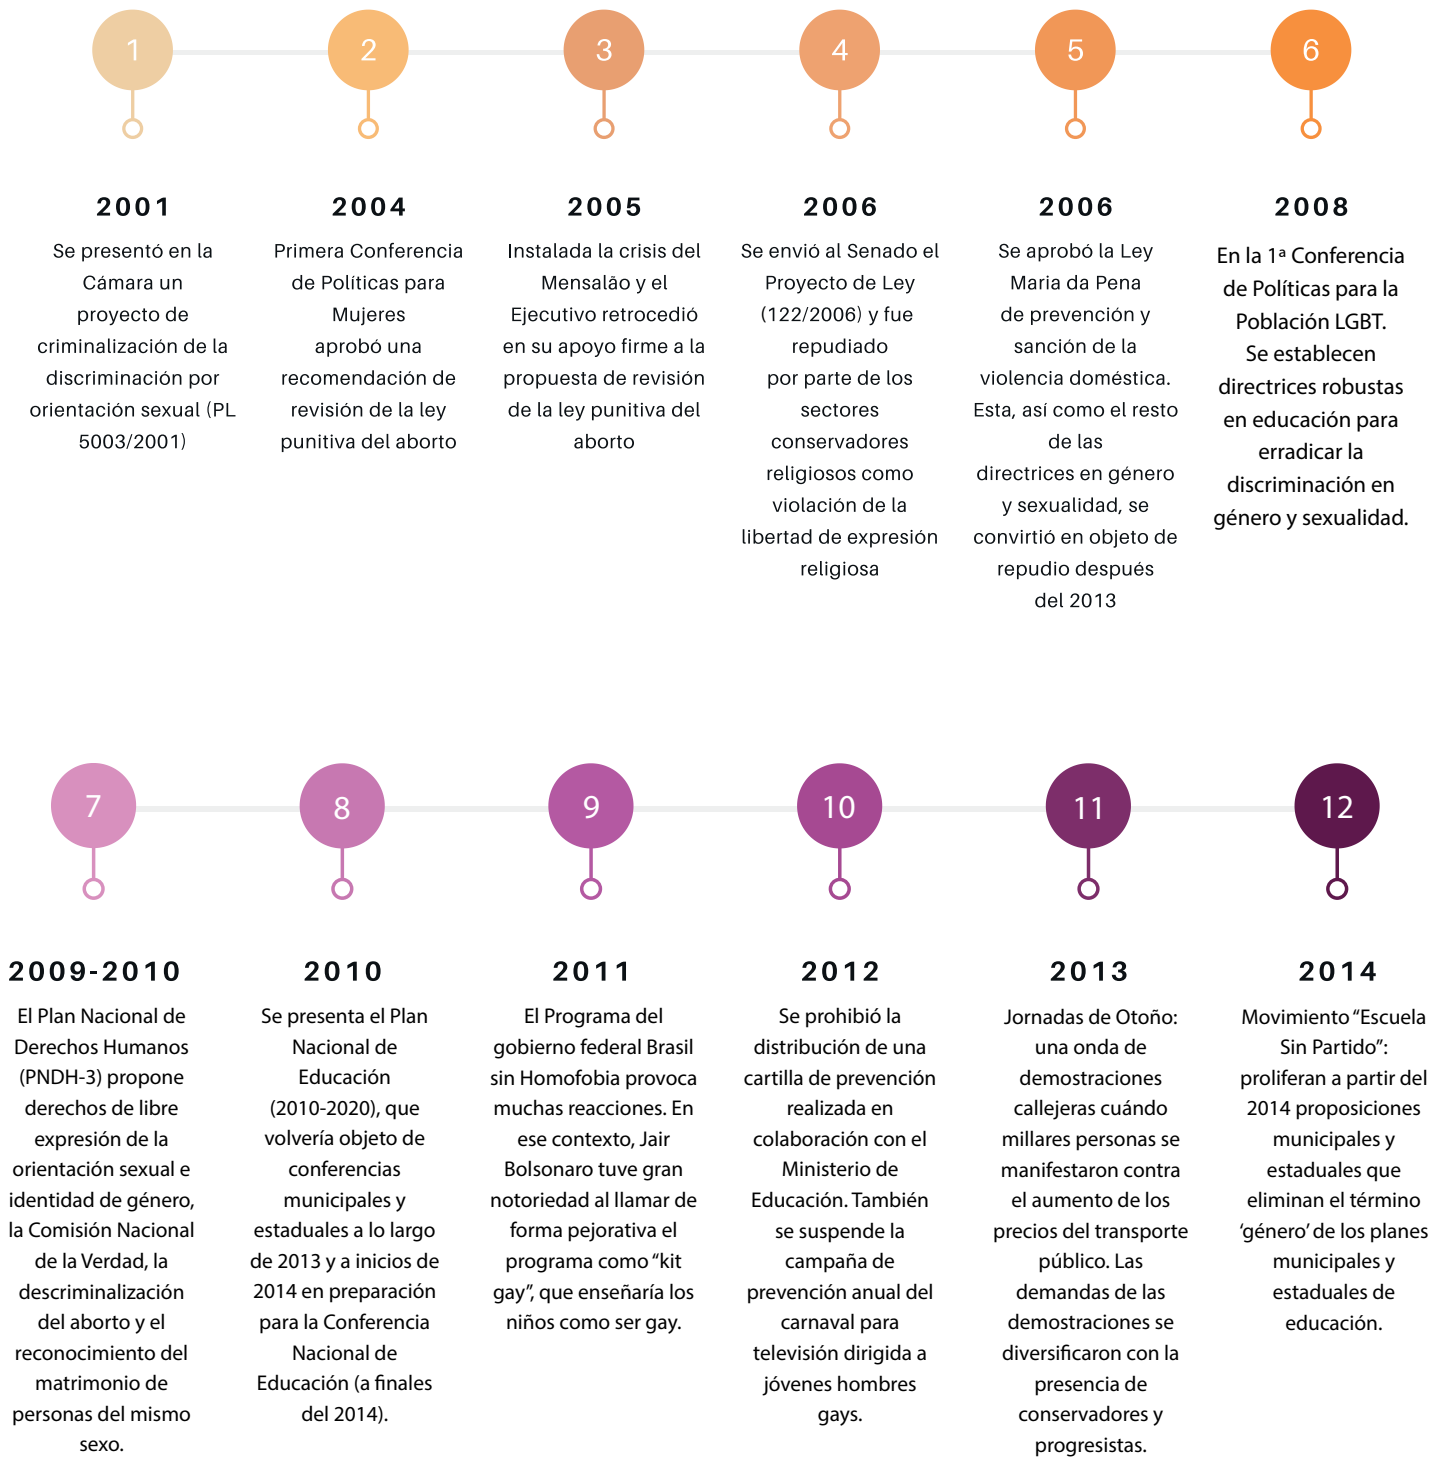 1
2
3
4
5
6
2001
Se presentó en la
Cámara un
proyecto de
criminalización de la
discriminación por
orientación sexual (PL
5003/2001)
2004
Primera Conferencia
de Políticas para
Mujeres
aprobó una
recomendación de
revisión de la ley
punitiva del aborto
2005
Instalada la crisis del
Mensalão y el
Ejecutivo retrocedió
en su apoyo firme a la
propuesta de revisión
de la ley punitiva del
aborto
2006
Se envió al Senado el
Proyecto de Ley
(122/2006) y fue
repudiado
por parte de los
sectores
conservadores
religiosos como
violación de la
libertad de expresión
religiosa
2006
Se aprobó la Ley
Maria da Pena
de prevención y
sanción de la
violencia doméstica.
Esta, así como el resto
de las
directrices en género
y sexualidad, se
convirtió en objeto de
repudio después
del 2013
2008
En la 1ª Conferencia
de Políticas para la
Población LGBT.
Se establecen
directrices robustas
en educación para
erradicar la
discriminación en
género y sexualidad.
7
8
9
10
11
12
2009-2010
El Plan Nacional de
Derechos Humanos
(PNDH-3) propone
derechos de libre
expresión de la
orientación sexual e
identidad de género,
la Comisión Nacional
de la Verdad, la
descriminalización
del aborto y el
reconocimiento del
matrimonio de
personas del mismo
sexo.
2010
Se presenta el Plan
Nacional de
Educación
(2010-2020), que
volvería objeto de
conferencias
municipales y
estaduales a lo largo
de 2013 y a inicios de
2014 en preparación
para la Conferencia
Nacional de
Educación (a finales
del 2014).
2011
El Programa del
gobierno federal Brasil
sin Homofobia provoca
muchas reacciones. En
ese contexto, Jair
Bolsonaro tuve gran
notoriedad al llamar de
forma pejorativa el
programa como “kit
gay”, que enseñaría los
niños como ser gay.
2012
Se prohibió la
distribución de una
cartilla de prevención
realizada en
colaboración con el
Ministerio de
Educación. También
se suspende la
campaña de
prevención anual del
carnaval para
televisión dirigida a
jóvenes hombres
gays.
2013
Jornadas de Otoño:
una onda de
demostraciones
callejeras cuándo
millares personas se
manifestaron contra
el aumento de los
precios del transporte
público. Las
demandas de las
demostraciones se
diversificaron con la
presencia de
conservadores y
progresistas.
2014
Movimiento “Escuela
Sin Partido”:
proliferan a partir del
2014 proposiciones
municipales y
estaduales que
eliminan el término
‘género’ de los planes
municipales y
estaduales de
educación.